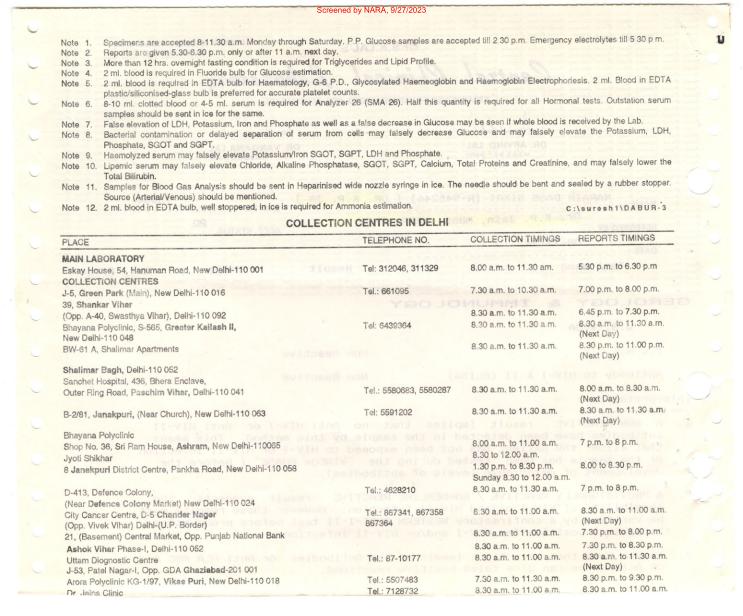 Screened by NARA, 9/27/2023
U
Note 1. Specimens are accepted 8-11.30 a.m. Monday through Saturday. P.P. Glucose samples are accepted till 2 30 p.m. Emergency electrolytes till 5 30 p.m.
Note 2. Reports are given 5.30-6.30 p.m. only or after 11 a.m. next day.
Note 3. More than 12 hrs. overnight fasting condition is required for Triglycerides and Lipid Profile.
Note 4. 2 ml. blood is required in Fluoride bulb for Glucose estimation.
Note 5. 2 ml. blood is required in EDTA bulb for Haematology, G-6 P.D., Glycosylated Haemeoglobin and Haemoglobin Electrophoriesis. 2 ml. Blood in EDTA
plastic/siliconised-glass bulb is preferred for accurate platelet counts.
Note 6. 8-10 ml. clotted blood or 4-5 ml. serum is required for Analyzer 26 (SMA 26). Half this quantity is required for all Hormonal tests. Outstation serum
samples should be sent in ice for the same.
Note 7. False elevation of LDH, Potassium, Iron and Phosphate as well as a false decrease in Glucose may be seen if whole blood is received by the Lab.
Note 8. Bacterial contamination or delayed separation of serum from cells may falsely decrease Glucose and may falsely elevate the Potassium, LDH,
Phosphate, SGOT and SGPT.
Note 9. Haemolyzed serum may falsely elevate Potassium/Iron SGOT, SGPT, LDH and Phosphate.
Note 10. Lipemic serum may falsely elevate Chloride, Alkaline Phosphatase, SGOT, SGPT, Calcium, Total Proteins and Creatinine, and may falsely lower the
Total Bilirubin.
Note 11. Samples for Blood Gas Analysis should be sent in Heparinised wide nozzle syringe in ice. The needle should be bent and sealed by a rubber stopper.
Source (Arterial/Venous) should be mentioned.
Note 12. 2 ml. blood in EDTA bulb, well stoppered, in ice is required for Ammonia estimation. C:\suresh1\DABUR-3
COLLECTION CENTRES IN DELHI
PLACE TELEPHONE NO. COLLECTION TIMINGS REPORTS TIMINGS
MAIN LABORATORY
Eskay House, 54, Hanuman Road, New Delhi-110 001 Tel: 312046, 311329 8.00 a.m. to 11.30 am. 5.30 p.m. to 6.30 p.m
COLLECTION CENTRES
J-5, Green Park (Main), New Delhi-110 016 Tel.: 661095 7.30 a.m. to 10.30 a.m. 7.00 p.m. to 8.00 p.m.
39, Shankar Vihar
(Opp. A-40, Swasthya Vihar), Delhi-110 092 8.30 a.m. to 11.30 a.m. 6.45 p.m. to 7.30 p.m.
Bhayana Polyclinic, S-565, Greater Kailash II, Tel: 6439364 8.30 a.m. to 11.30 a.m. 8.30 a.m. to 11.30 a.m.
New Delhi-110 048 (Next Day)
BW-61 A, Shalimar Apartments 8.30 a.m. to 11.30 a.m. 8.30 p.m. to 11.00 p.m.
(Next Day)
Shalimar Bagh, Delhi-110 052
Sanchet Hospital, 436, Bhera Enclave,
Outer Ring Road, Paschim Vihar, Delhi-110 041 Tel.: 5580683, 5580287 8.30 a.m. to 11.30 a.m. 8.00 a.m. to 8.30 a.m.
(Next Day)
B-2/81, Janakpuri, (Near Church), New Delhi-110 063 Tel: 5591202 8.30 a.m. to 11.30 a.m. 8.30 a.m. to 11.30 a.m.
(Next Day)
Bhayana Polyclinic
Shop No. 36, Sri Ram House, Ashram, New Delhi-110065 8.00 a.m. to 11.00 a.m. 7 p.m. to 8 p.m.
Jyoti Shikhar 8.30 to 12.00 a.m.
8 Janekpuri District Centre, Pankha Road, New Delhi-110 058 1.30 p.m. to 8.30 p.m. 8.00 to 8.30 p.m.
Sunday 8.30 to 12.00 a.m.
D-413, Defence Colony, Tel.: 4628210 8.30 a.m. to 11.00 a.m. 7 p.m. to 8 p.m.
(Near Defence Colony Market) New Delhi-110 024
City Cancer Centre, D-5 Chander Nagar Tel.: 867341, 867358 6.30 a.m. to 11.30 a.m. 8.30 a.m. to 11.00 a.m.
(Opp. Vivek Vihar) Delhi-(U.P. Border) 867364 (Next Day)
21, (Basement) Central Market, Opp. Punjab National Bank 8.30 a.m. to 11.00 a.m. 7.30 p.m. to 8.00 p.m.
Ashok Vihar Phase-I, Delhi-110 052 8.30 a.m. to 11.00 a.m. 7.30 p.m. to 8.30 p.m.
Uttam Diagnostic Centre Tel.: 87-10177 8.30 a.m. to 11.30 a.m. 8.30 a.m. to 11.30 a.m.
J-53, Patel Nagar-I, Opp. GDA Ghaziabad-201 001 (Next Day)
Arora Polyclinic KG-1/97, Vikas Puri, New Delhi-110 018 Tel.: 5507483 7.30 a.m. to 11.30 a.m. 8.30 p.m. to 9.30 p.m.
Dr. Jains Clinic Tel.: 7128732 8.30 a.m. to 11.00 a.m. 8.30 a.m. to 11.00 a.m.